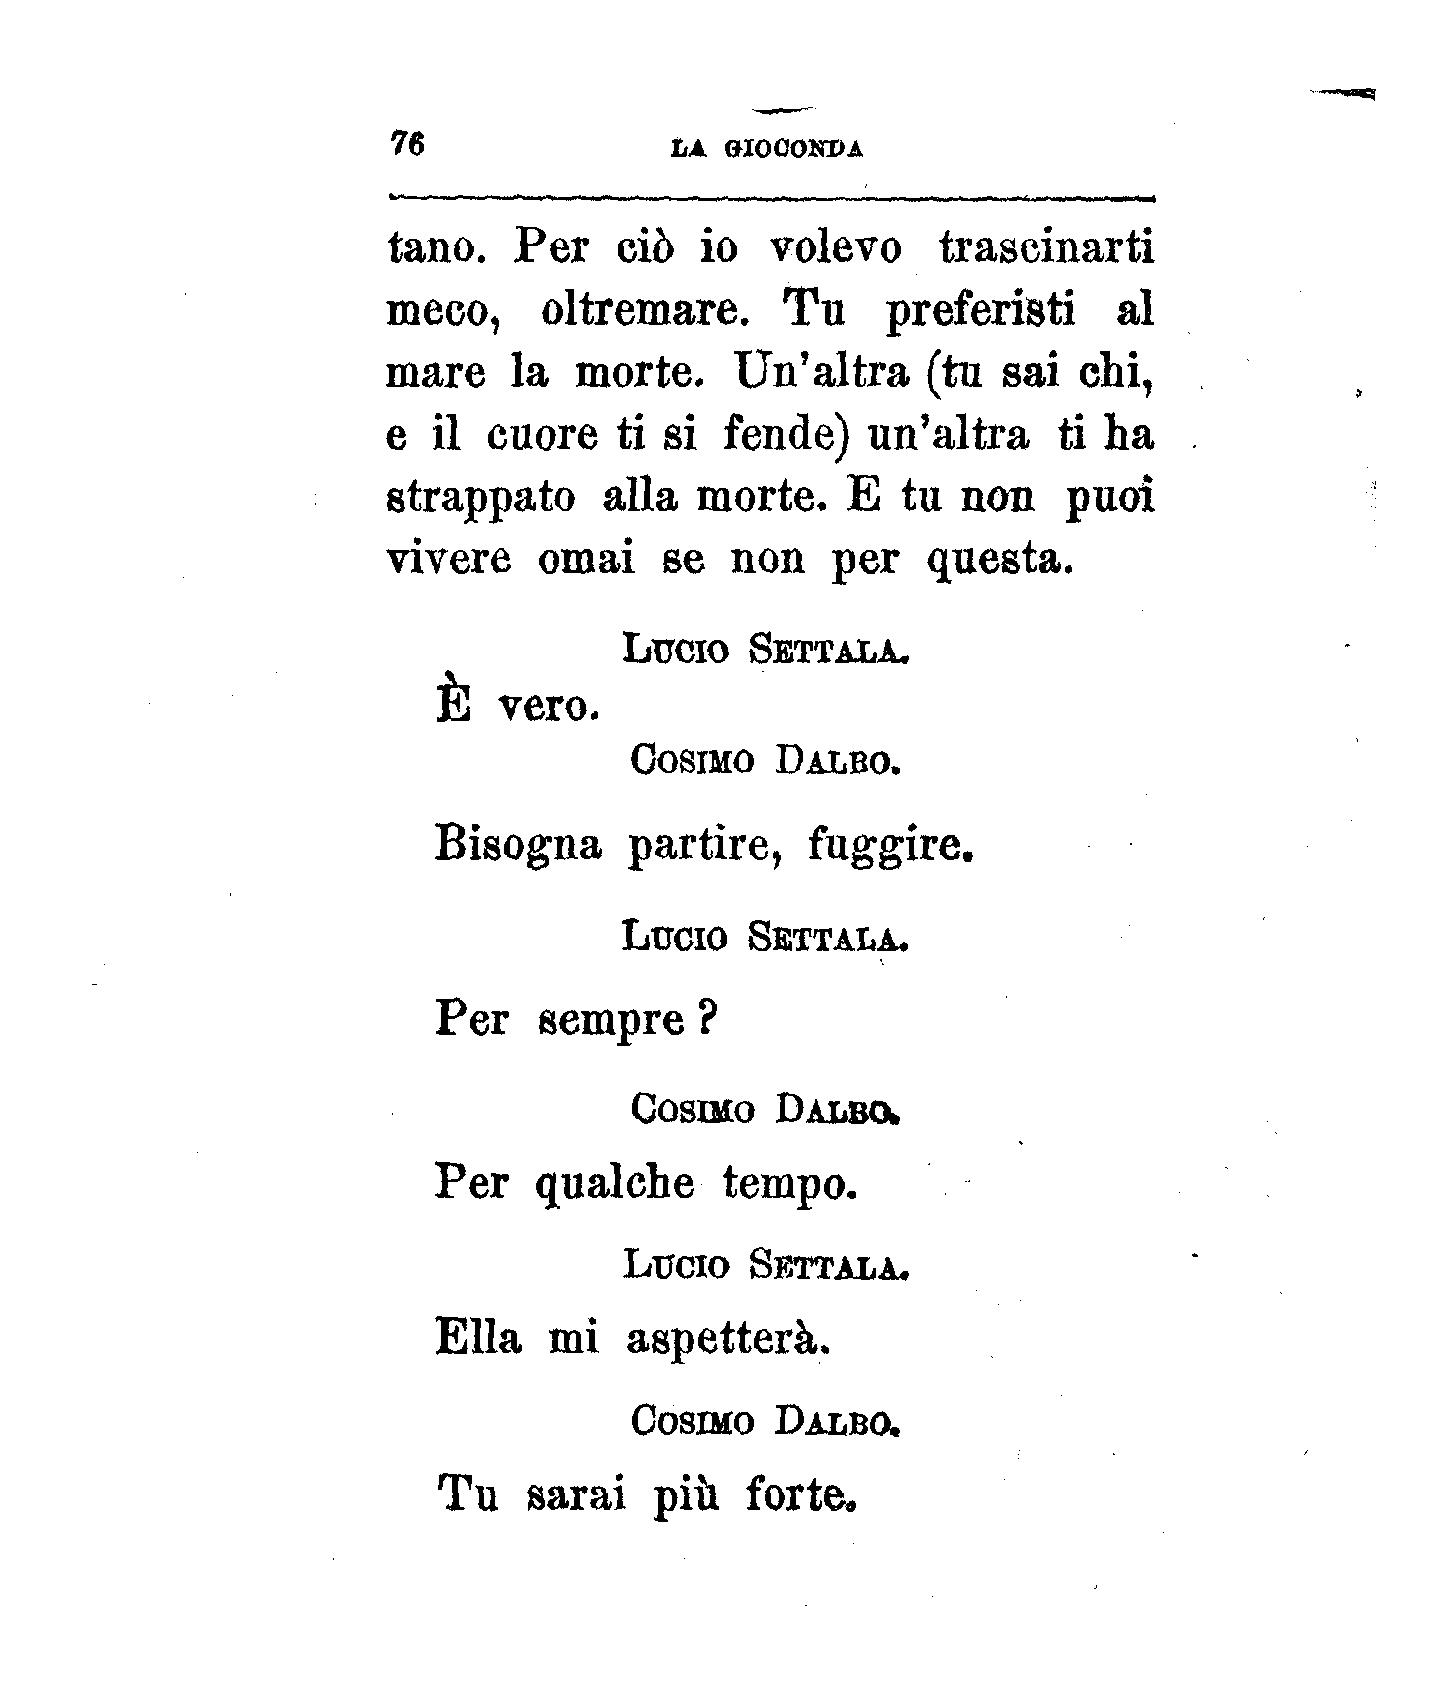 76 LA GIOCONDA
tano. Per ciò io volevo trascinarti
meco, oltremare. Tu preferisti al
mare la morte. Un'altra (tu sai chi,
e il cuore ti si fende) un'altra ti ha
strappato alla morte. E tu non puoi
vivere omai se non per questa.
LUCIO SETTALA.
È vero.
COSIMO DALBO.
Bisogna partire, fuggire.
LUCIO SETTALA.
Per sempre?
COSIMO DALBO.
Per qualche tempo.
LUCIO SETTALA.
Ella mi aspetterà.
COSIMO DALBO.
Tu sarai più forte.